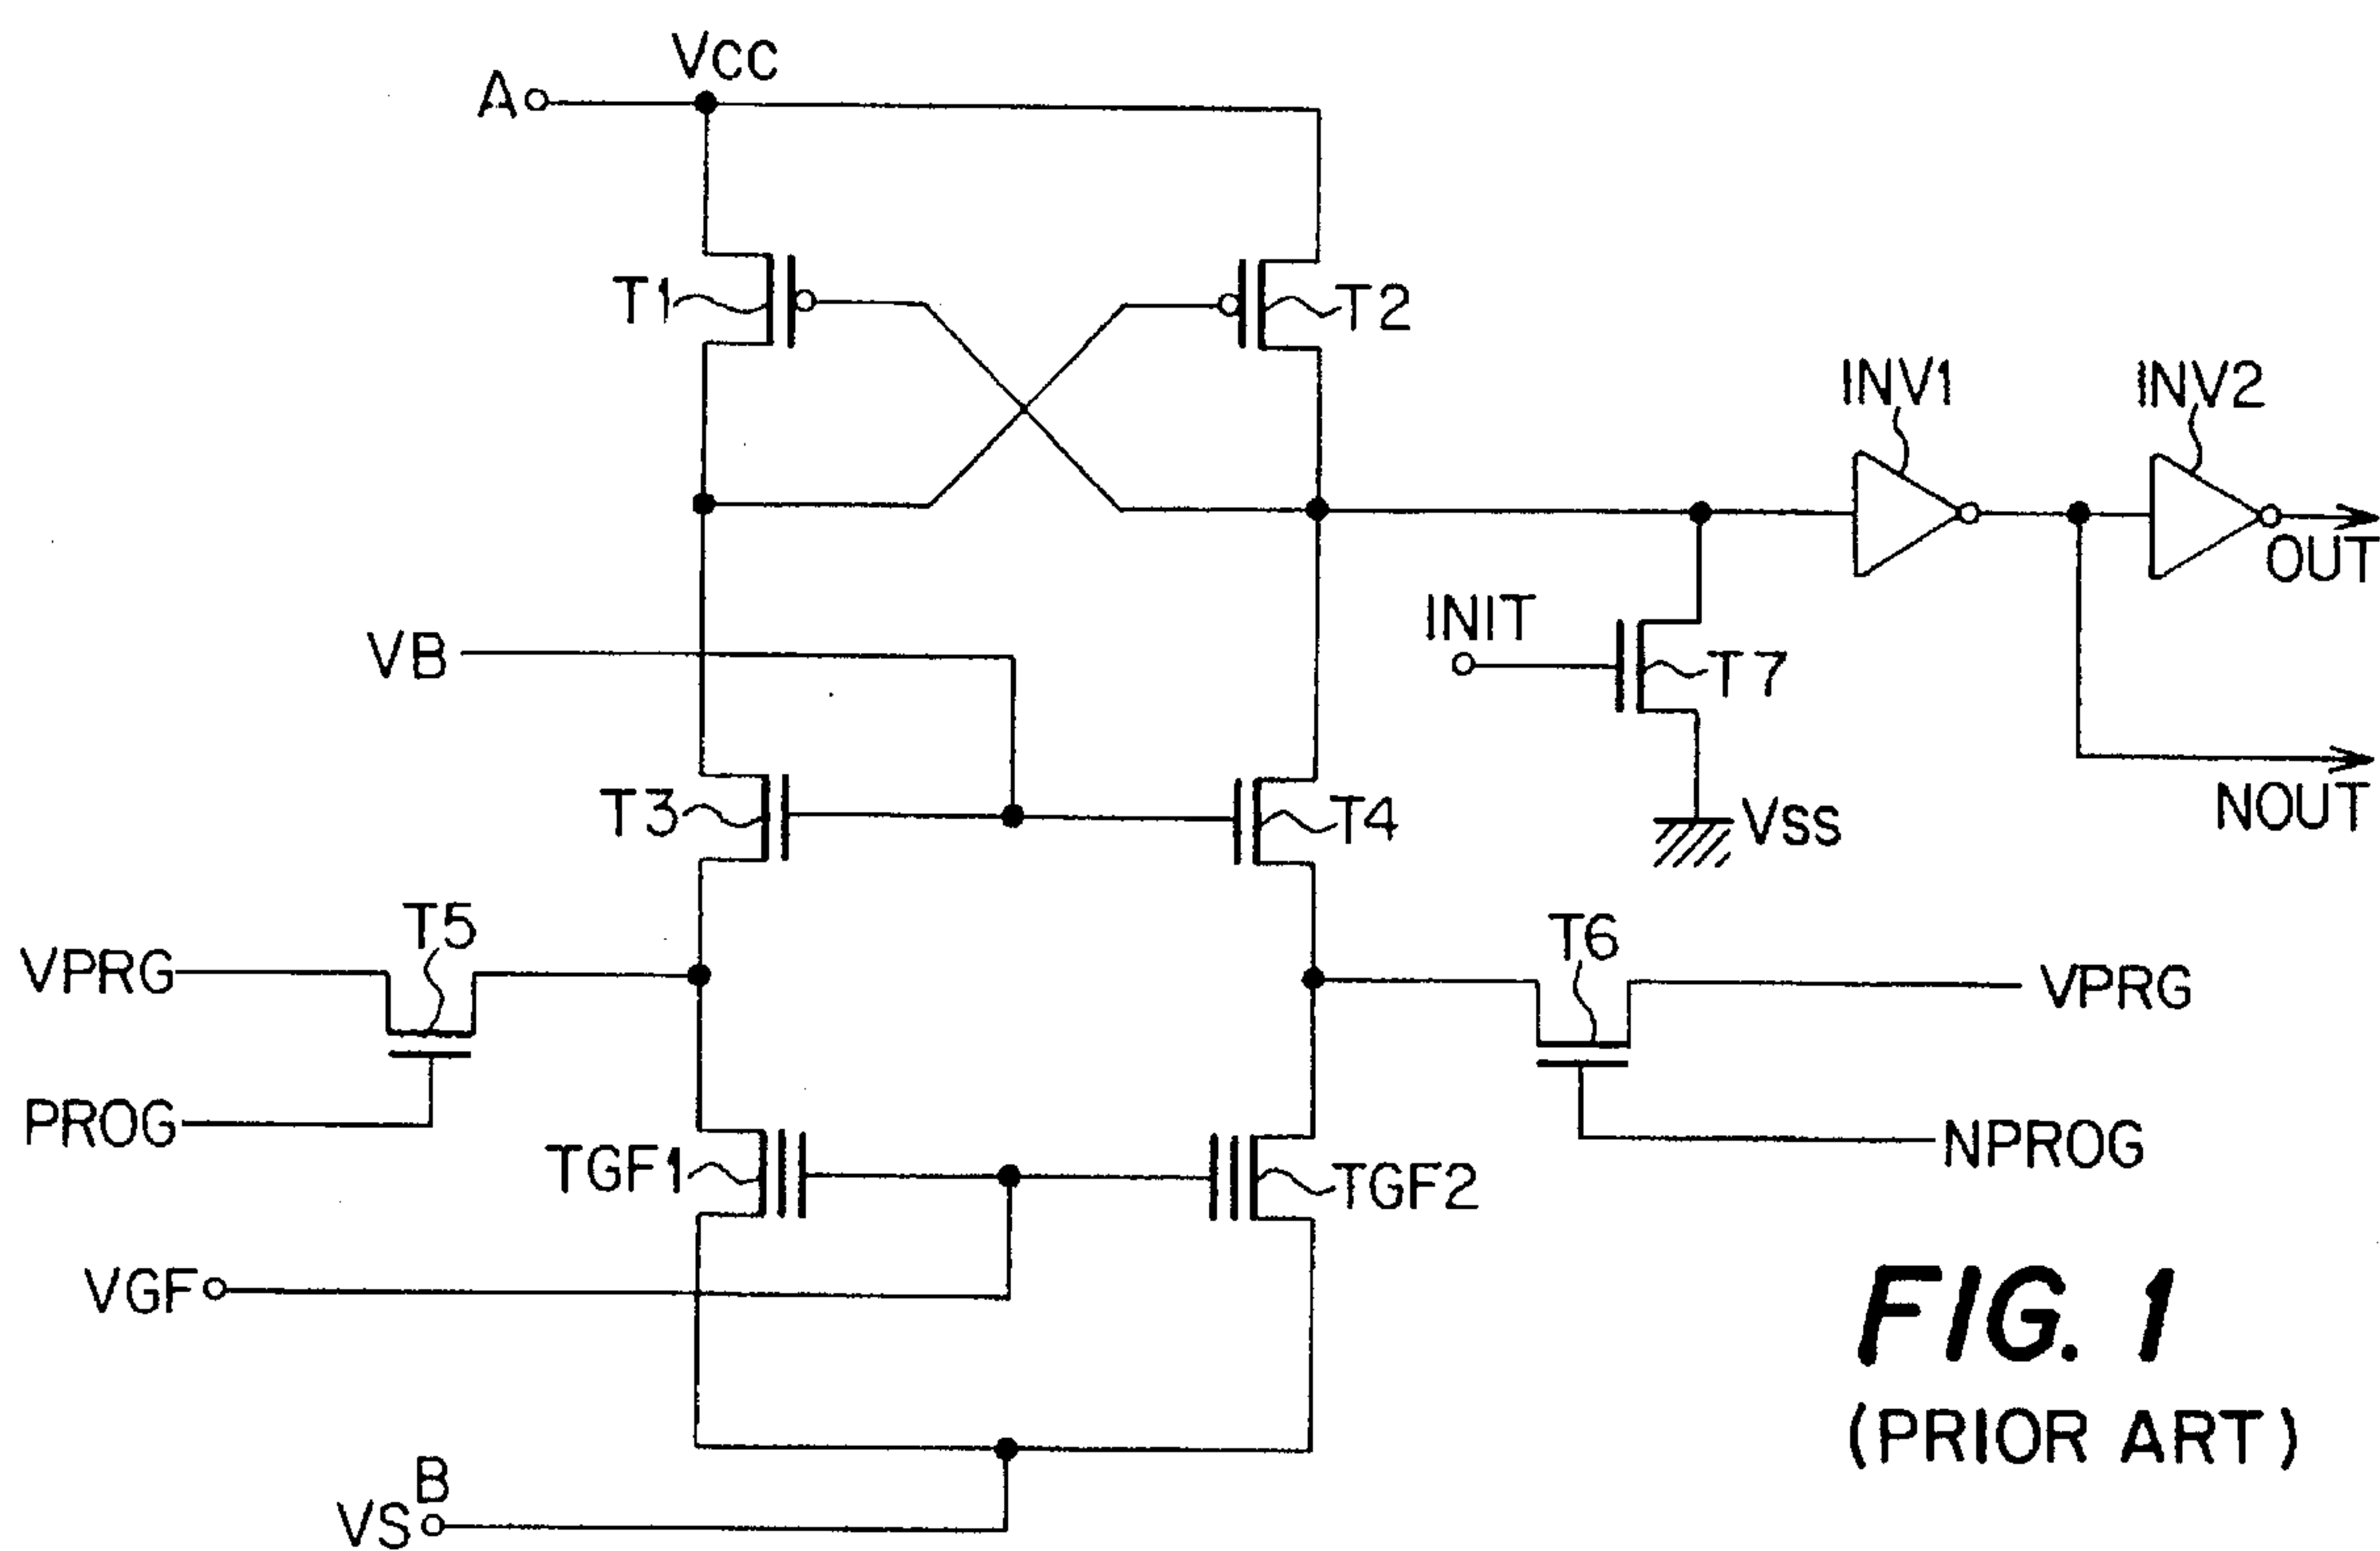 VCC
A
T1
T2
INV1
INV2
OUT
INIT
VB
T7
NOUT
T3
T4
VSS
T5
T6
VPRG
VPRG
PROG
NPROG
TGF1
TGF2
VGF
FIG. 1
(PRIOR ART)
B
VS